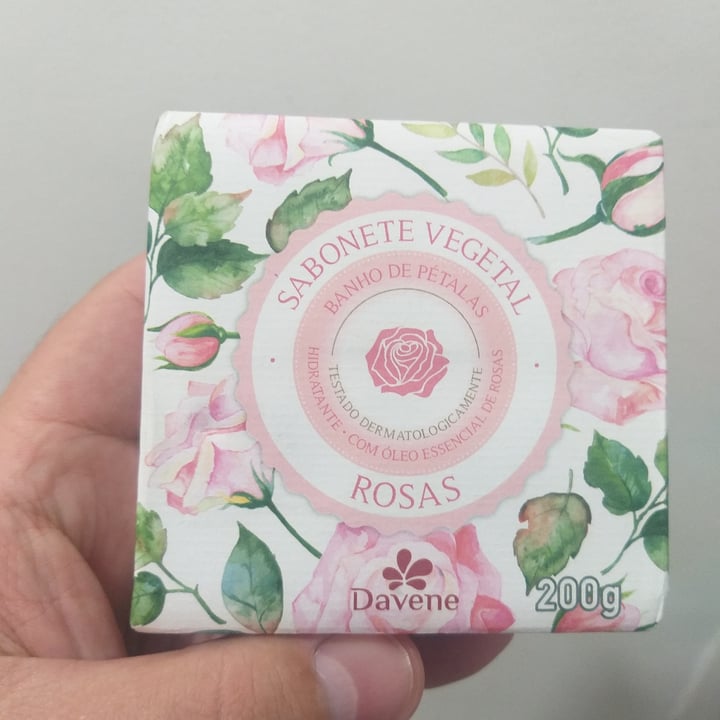 SABONETE VEGETAL
BANHO DE PÉTALAS
TESTADO DERMATOLOGICAMENTE
HIDRATANTE • COM ÓLEO ESSENCIAL DE ROSAS
ROSAS
Davene
200g